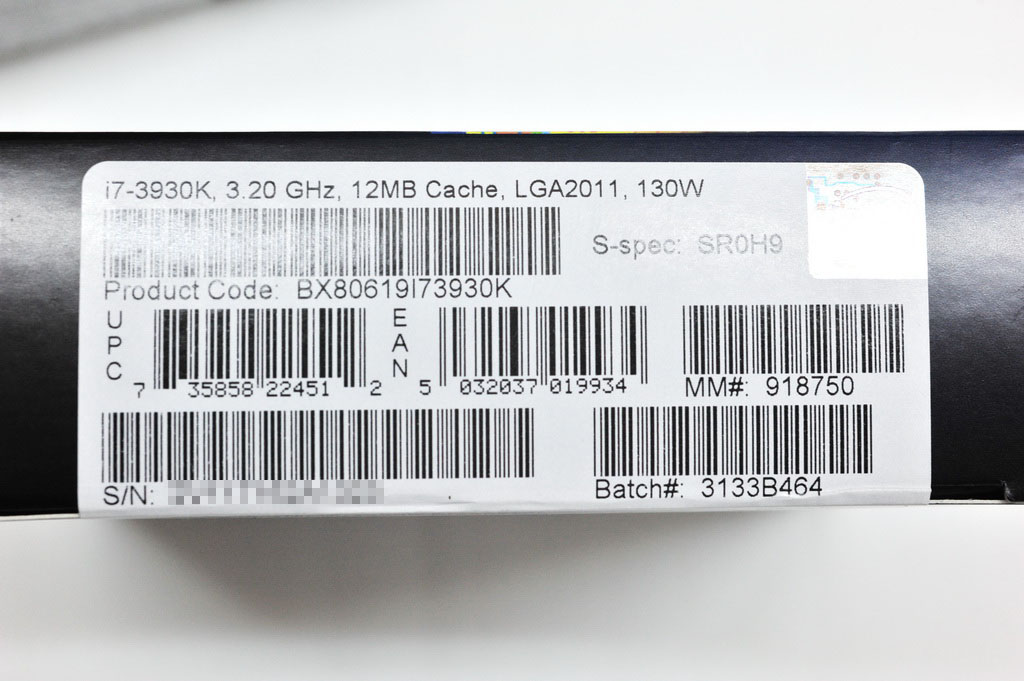 i7-3930K, 3.20 GHz, 12MB Cache, LGA2011, 130W
S-spec: SR0H9
Product Code: BX80619I73930K
UPC
7 35858 22451 2
EAN
5 032037 019934
MM#: 918750
S/N:
Batch#: 3133B464